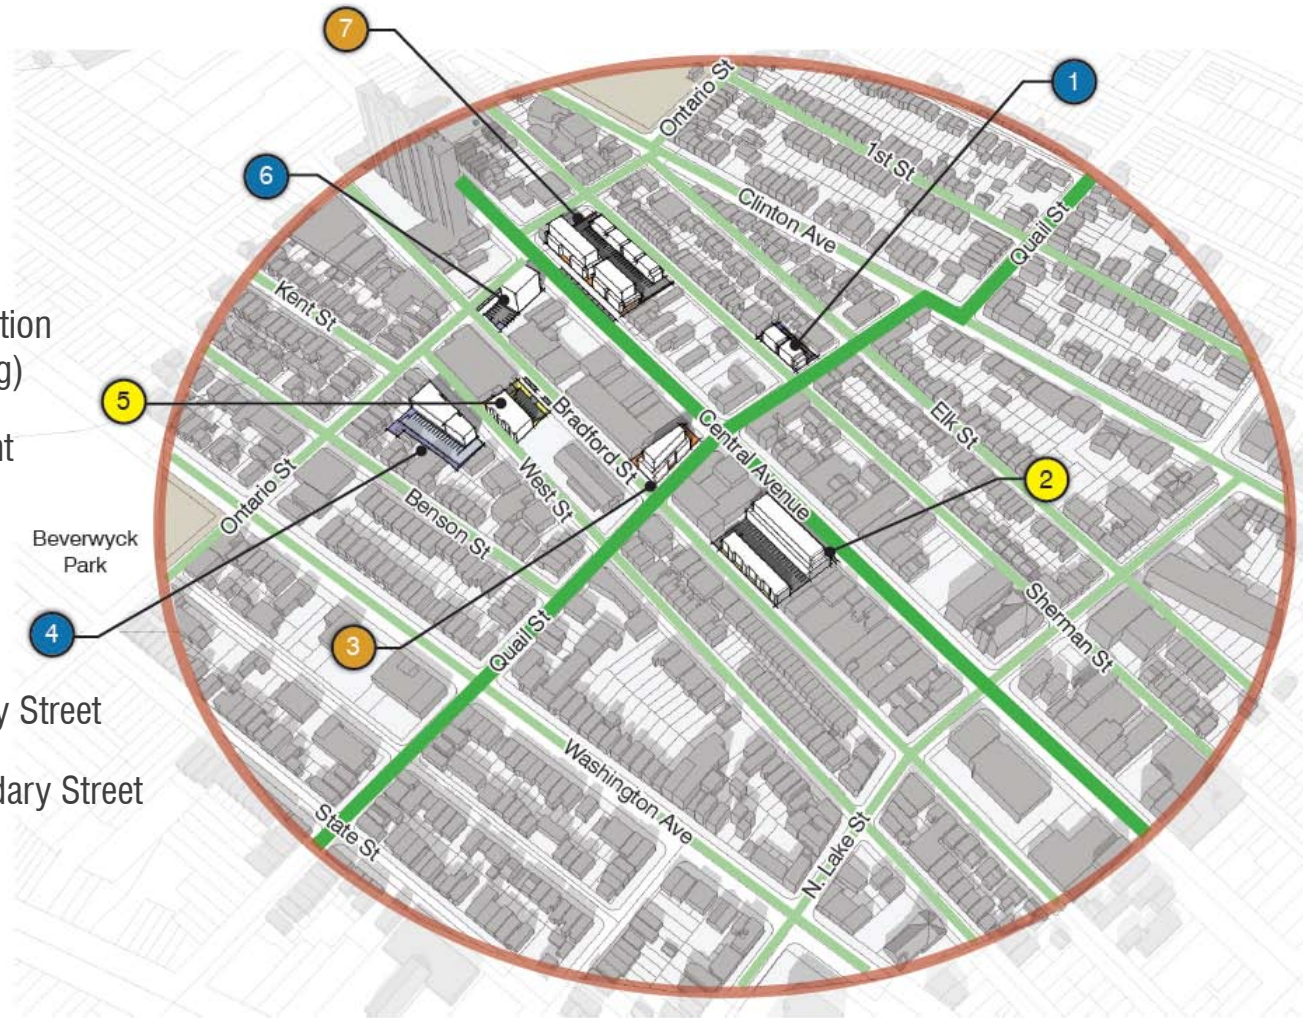 7
Ontario St
1
1st St
6
Clinton Ave
Quail St
Kent St
tion
g)
5
Bradford St
Central Avenue
Elk St
nt
West St
2
Ontario St
Benson St
Beverwyck
Park
Sherman St
4
3
Quail St
y Street
Washington Ave
dary Street
State St
N. Lake St